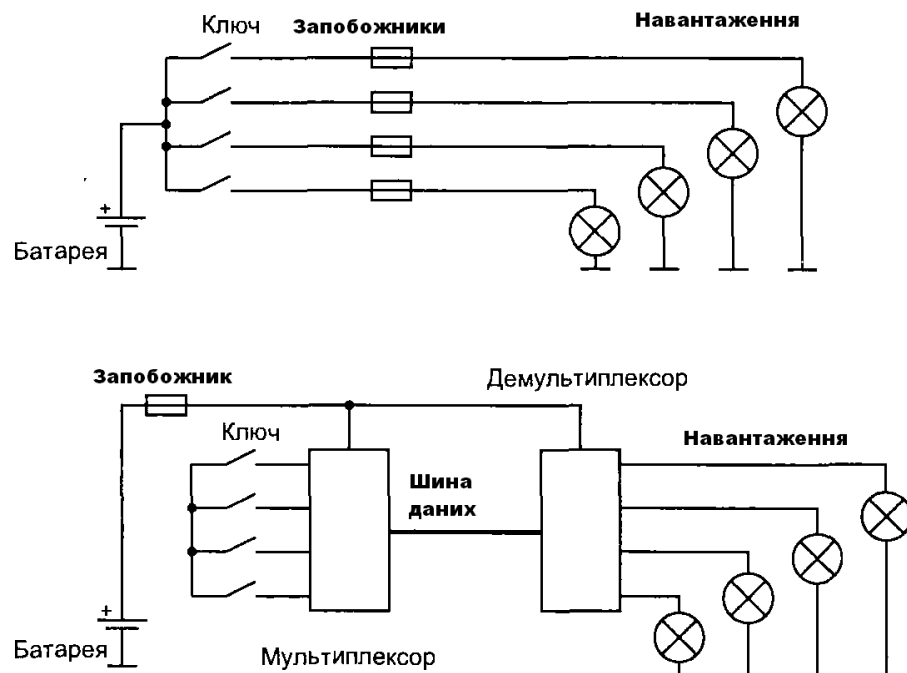 Ключ
Запобожники
Навантаження
+
Батарея
Запобожник
Демультиплексор
Ключ
Навантаження
Шина
даних
+
Батарея
Мультиплексор